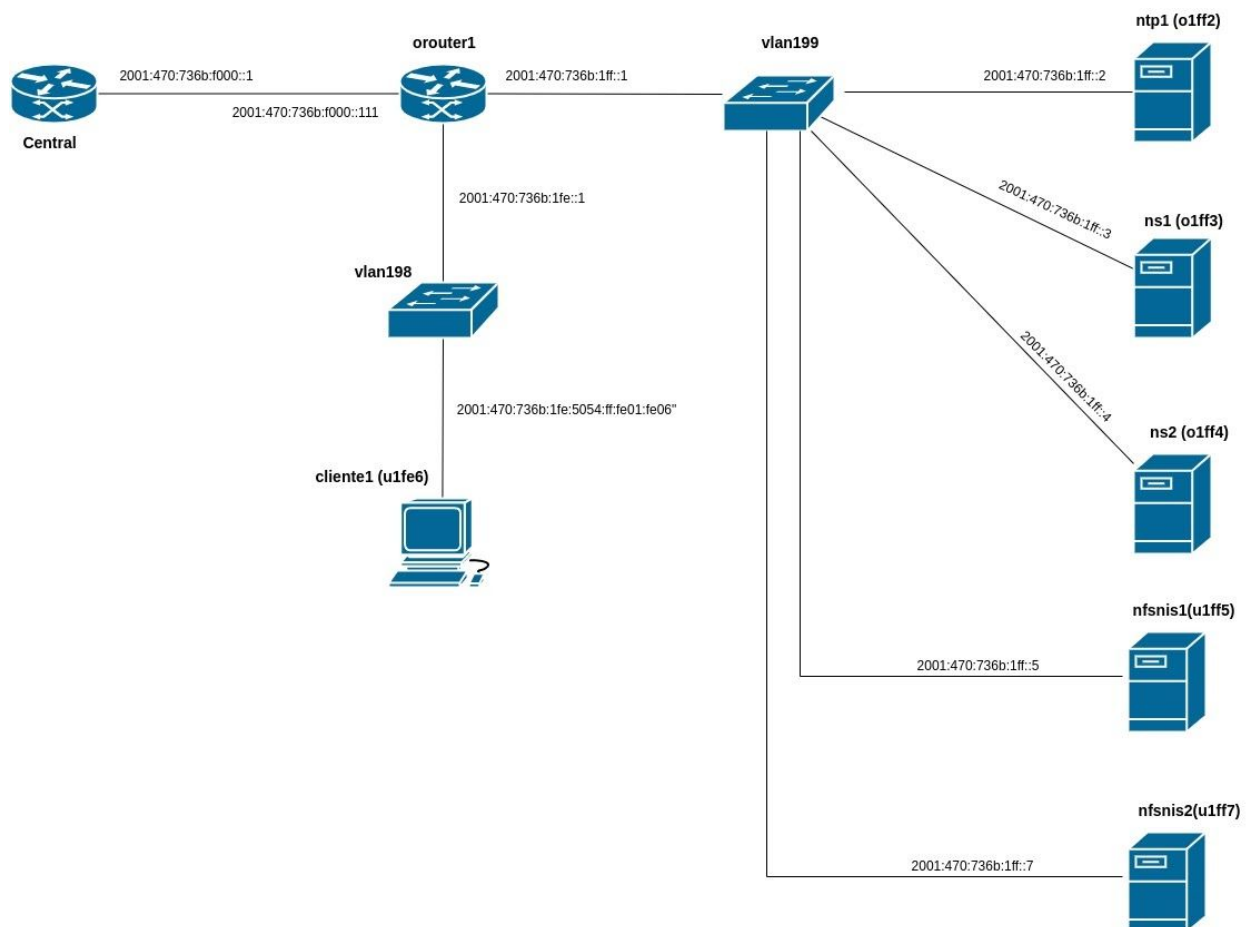 ntp1 (o1ff2)
orouter1
vlan199
2001:470:736b:f000::1
2001:470:736b:1ff::1
2001:470:736b:1ff::2
2001:470:736b:f000::111
Central
2001:470:736b:1fe::1
2001:470:736b:1ff::3
ns1 (o1ff3)
vlan198
2001:470:736b:1ff::4
2001:470:736b:1fe:5054:ff:fe01:fe06"
ns2 (o1ff4)
cliente1 (u1fe6)
nfsnis1(u1ff5)
2001:470:736b:1ff::5
nfsnis2(u1ff7)
2001:470:736b:1ff::7